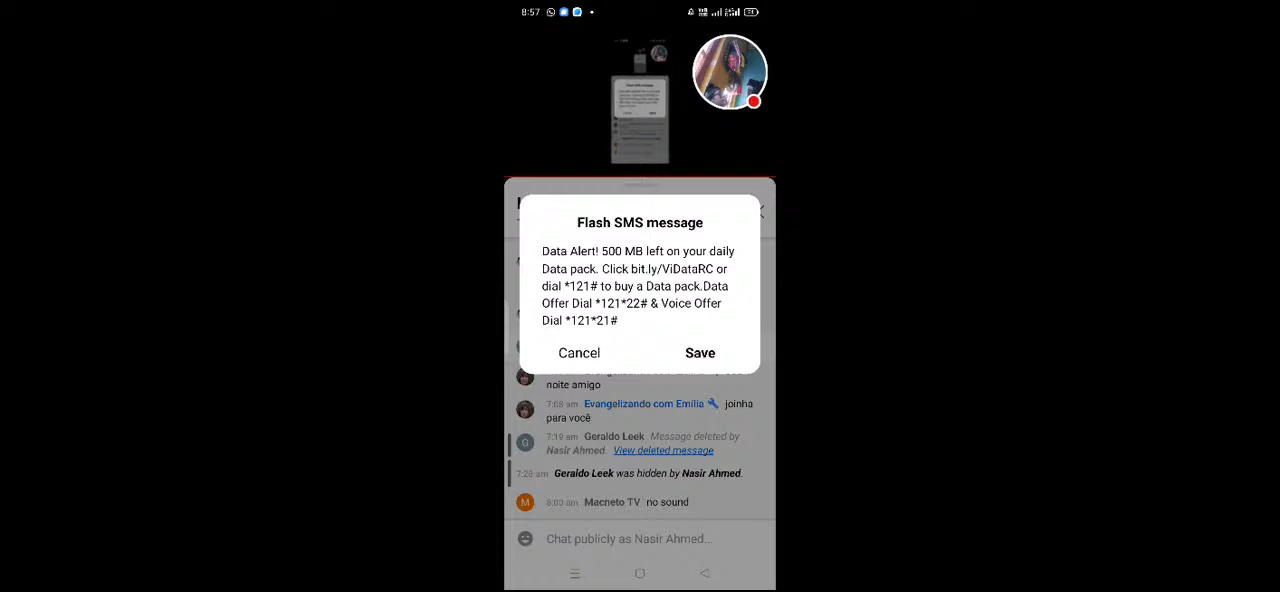 8:57
Flash SMS message
Data Alert! 500 MB left on your daily
Data pack. Click bit.ly/ViDataRC or
dial *121# to buy a Data pack.Data
Offer Dial *121*22# & Voice Offer
Dial *121*21#
Cancel Save
noite amigo
7:08 am Evangelizando com Emília joinha
para você
G 7:19 am Geraldo Leek Message deleted by
Nasir Ahmed. View deleted message
7:28 am Geraldo Leek was hidden by Nasir Ahmed.
M 8:00 am Macneto TV no sound
Chat publicly as Nasir Ahmed...